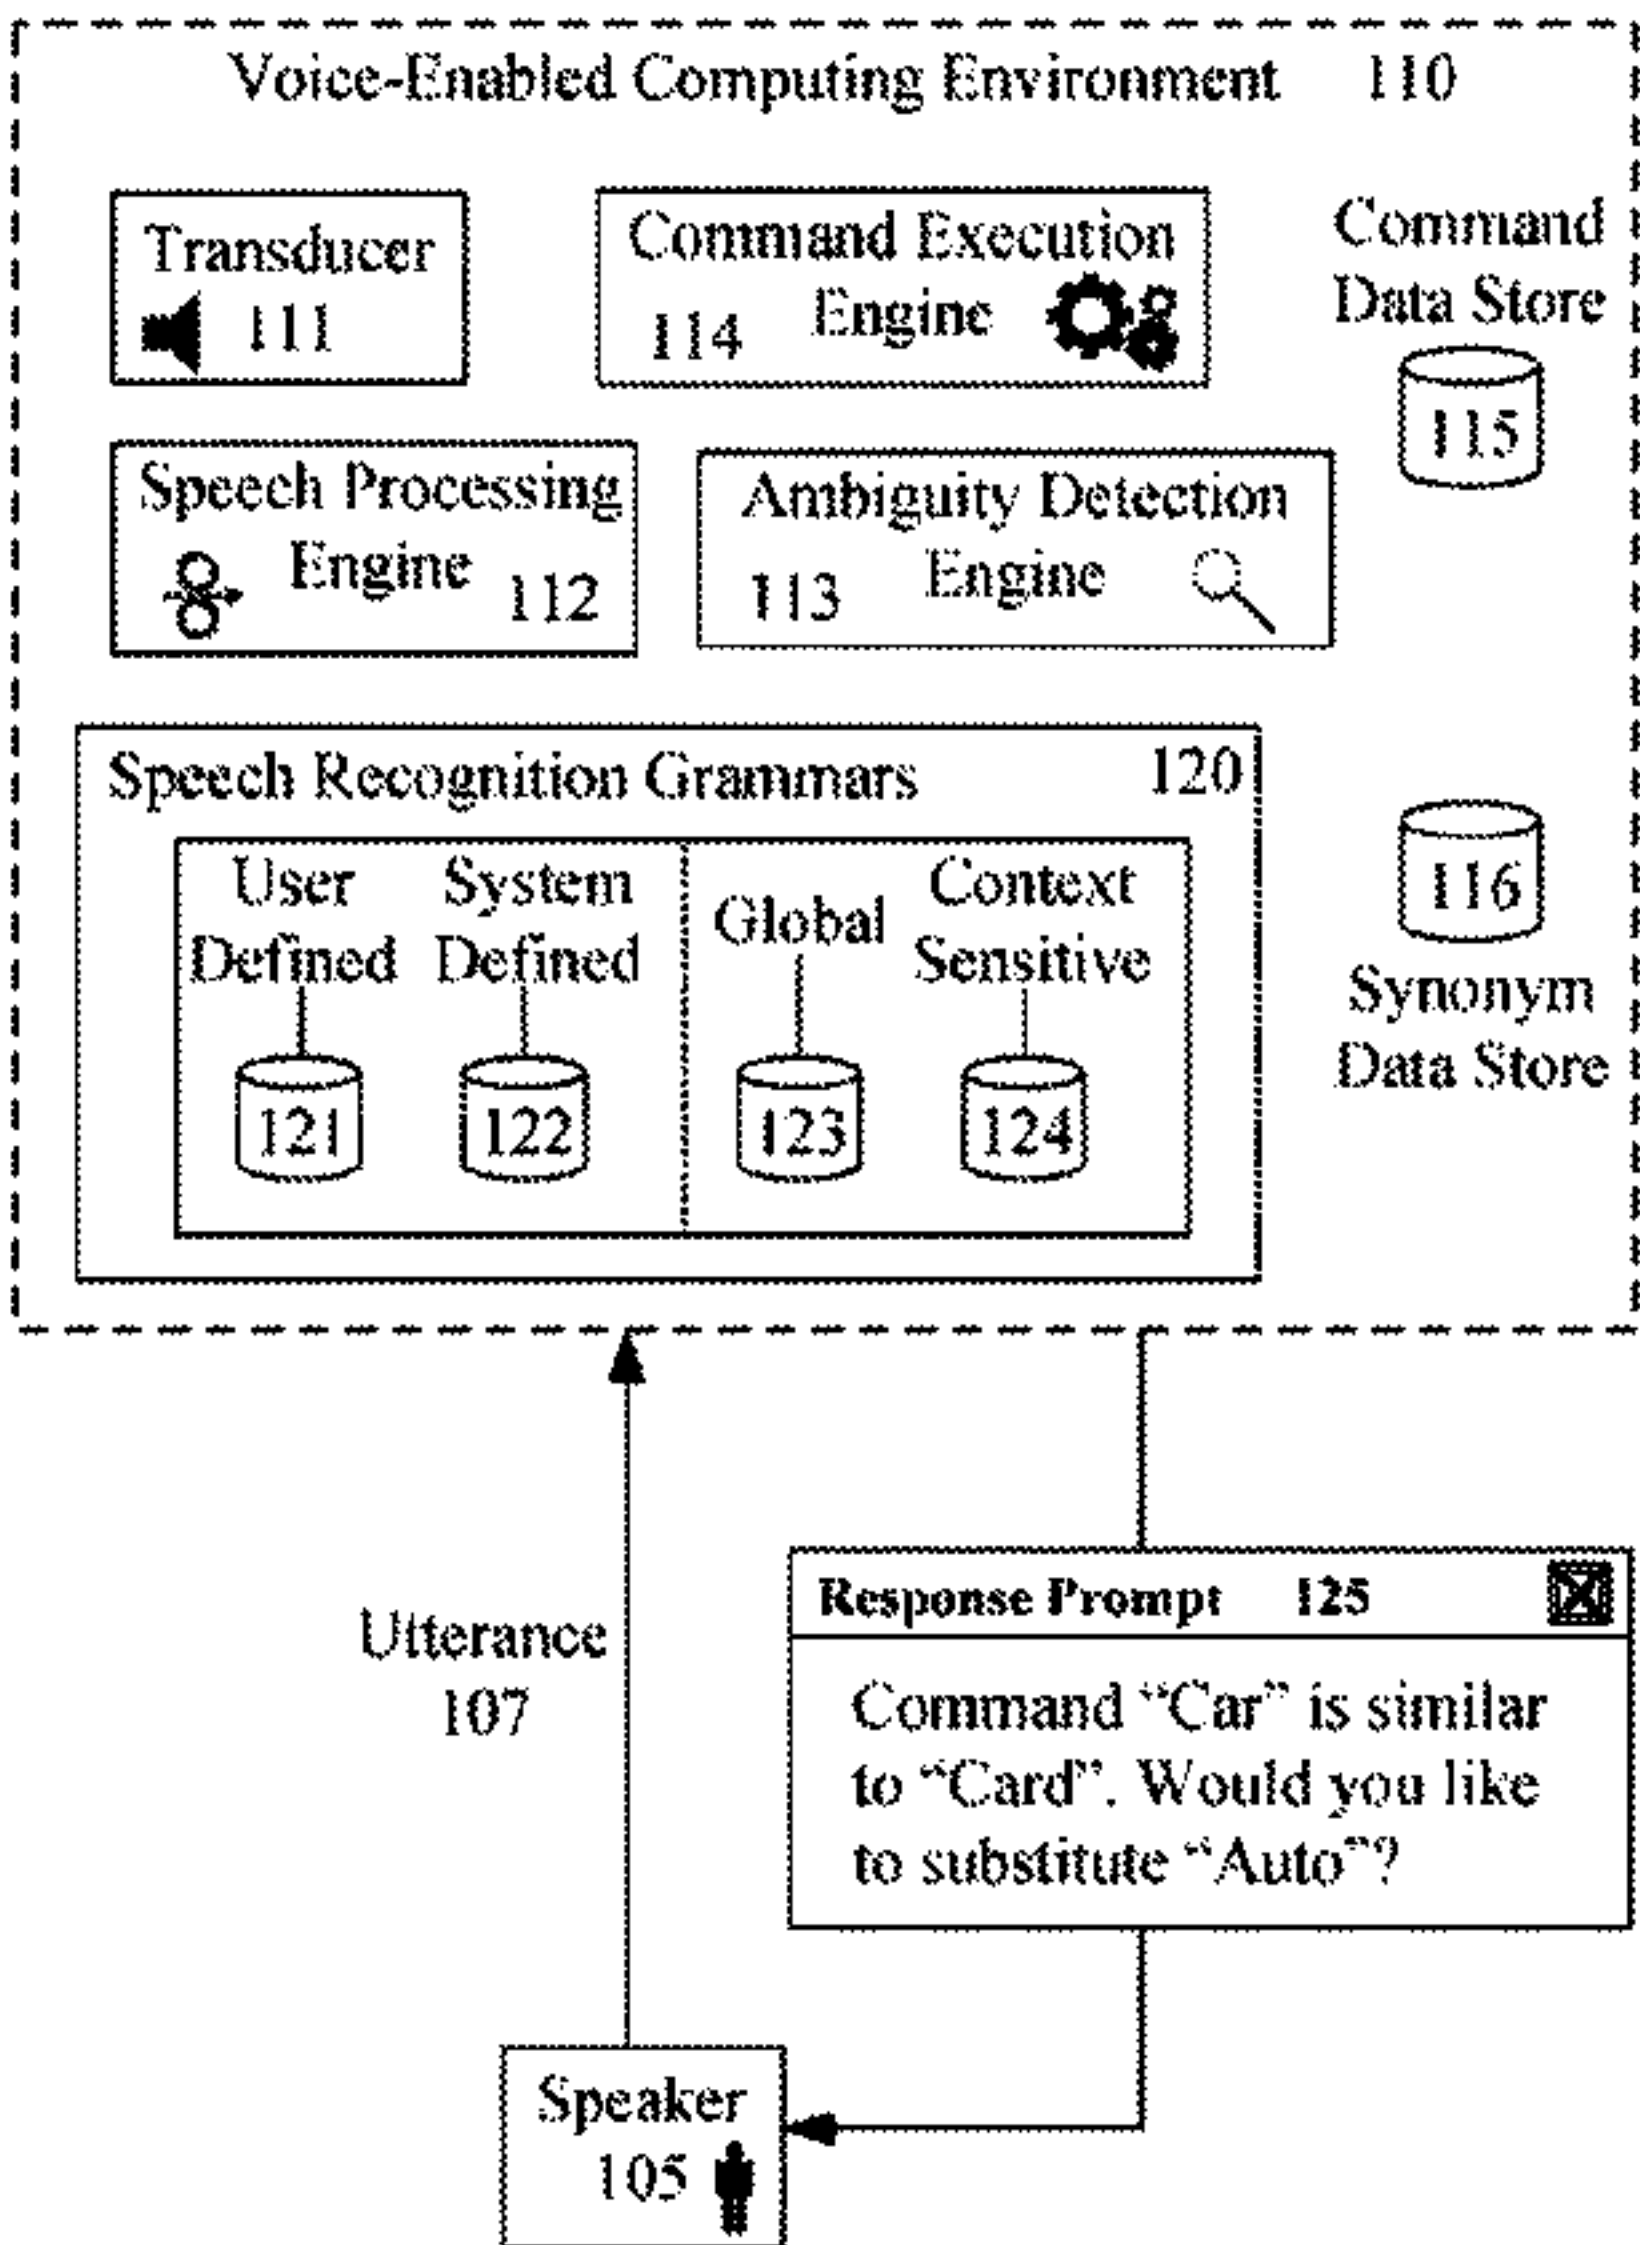 Voice-Enabled Computing Environment 110
Transducer
111
Command Execution
Engine
114
Command
Data Store
115
Speech Processing
Engine
112
Ambiguity Detection
Engine
113
Speech Recognition Grammars 120
User
Defined
System
Defined
Global
Context
Sensitive
121
122
123
124
116
Synonym
Data Store
Utterance
107
Response Prompt 125
Command “Car” is similar
to “Card”. Would you like
to substitute “Auto”?
Speaker
105